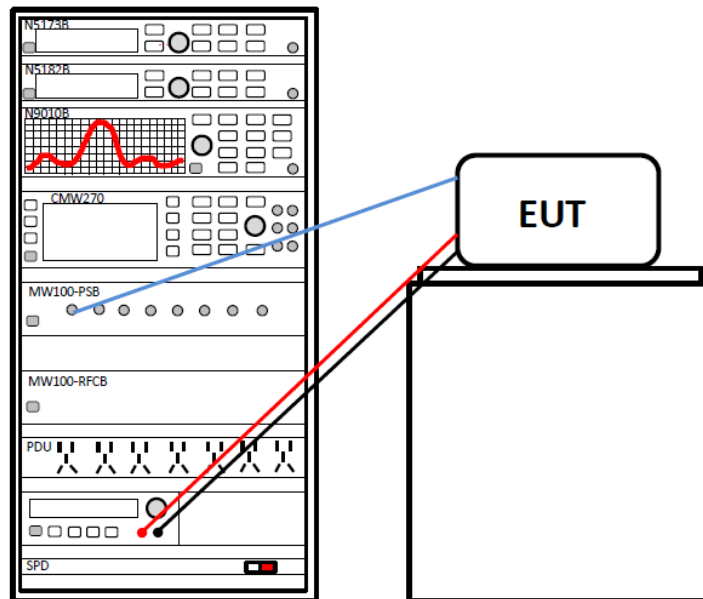 N5173B
N5182B
N9010B
CMW270
EUT
MW100-PSB
MW100-RFCB
PDU
SPD